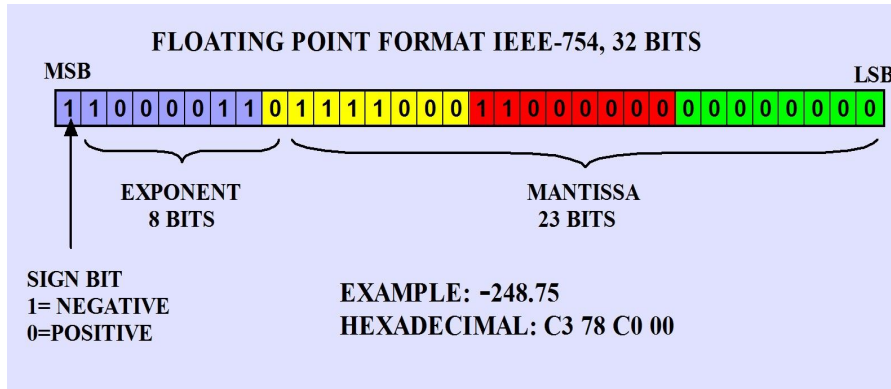 FLOATING POINT FORMAT IEEE-754, 32 BITS
MSB
LSB
1 1 0 0 0 0 1 1 0 1 1 1 1 0 0 0 1 1 0 0 0 0 0 0 0 0 0 0 0 0 0 0
EXPONENT
8 BITS
MANTISSA
23 BITS
SIGN BIT
1= NEGATIVE
0=POSITIVE
EXAMPLE: -248.75
HEXADECIMAL: C3 78 C0 00